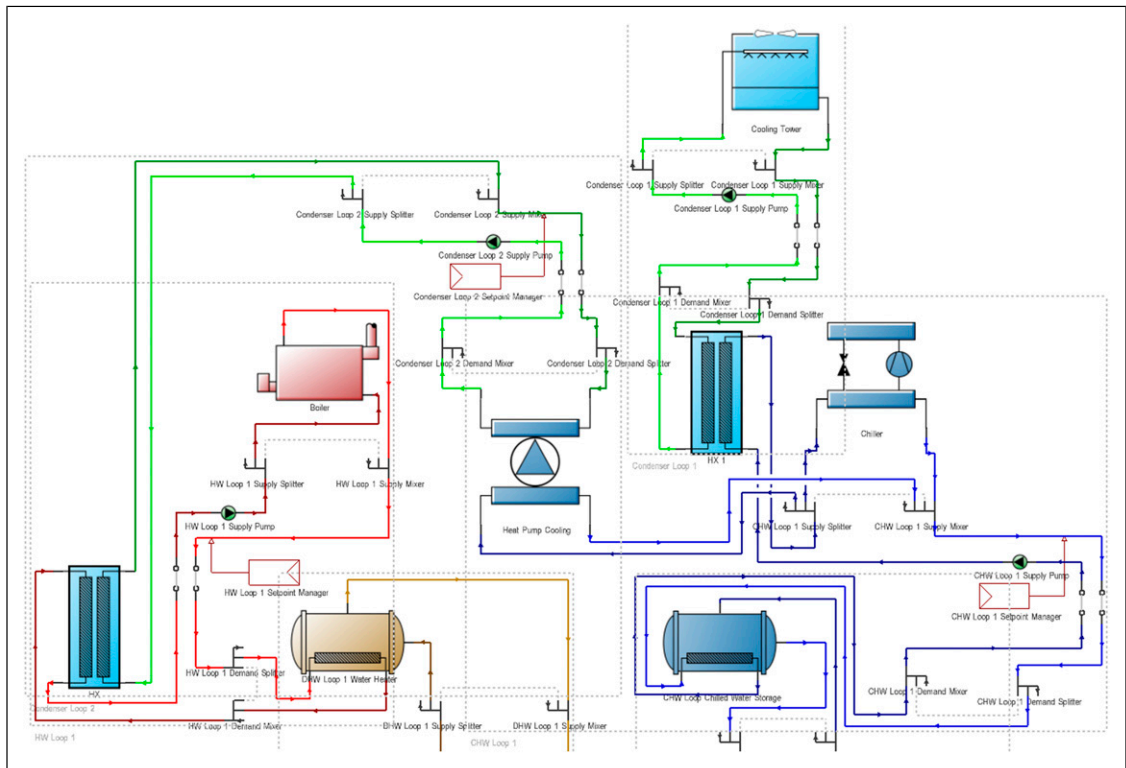 Cooling Tower
Condenser Loop 1 Supply Splitter
Condenser Loop 1 Supply Mixer
Condenser Loop 2 Supply Splitter
Condenser Loop 2 Supply Mixer
Condenser Loop 1 Supply Pump
Condenser Loop 2 Supply Pump
Condenser Loop 2 Setpoint Manager
Condenser Loop 1 Demand Mixer
Condenser Loop 1 Demand Splitter
Condenser Loop 2 Demand Mixer
Condenser Loop 2 Demand Splitter
Boiler
Chiller
HX 1
Condenser Loop 1
HW Loop 1 Supply Splitter
HW Loop 1 Supply Mixer
HW Loop 1 Supply Pump
Heat Pump Cooling
CHW Loop 1 Supply Splitter
CHW Loop 1 Supply Mixer
HW Loop 1 Setpoint Manager
CHW Loop 1 Supply Pump
CHW Loop 1 Setpoint Manager
HW Loop 1 Demand Splitter
DHW Loop 1 Water Heater
HX
Condenser Loop 2
CHW Loop Chilled Water Storage
CHW Loop 1 Demand Mixer
CHW Loop 1 Demand Splitter
HW Loop 1 Demand Mixer
DHW Loop 1 Supply Splitter
DHW Loop 1 Supply Mixer
HW Loop 1
CHW Loop 1